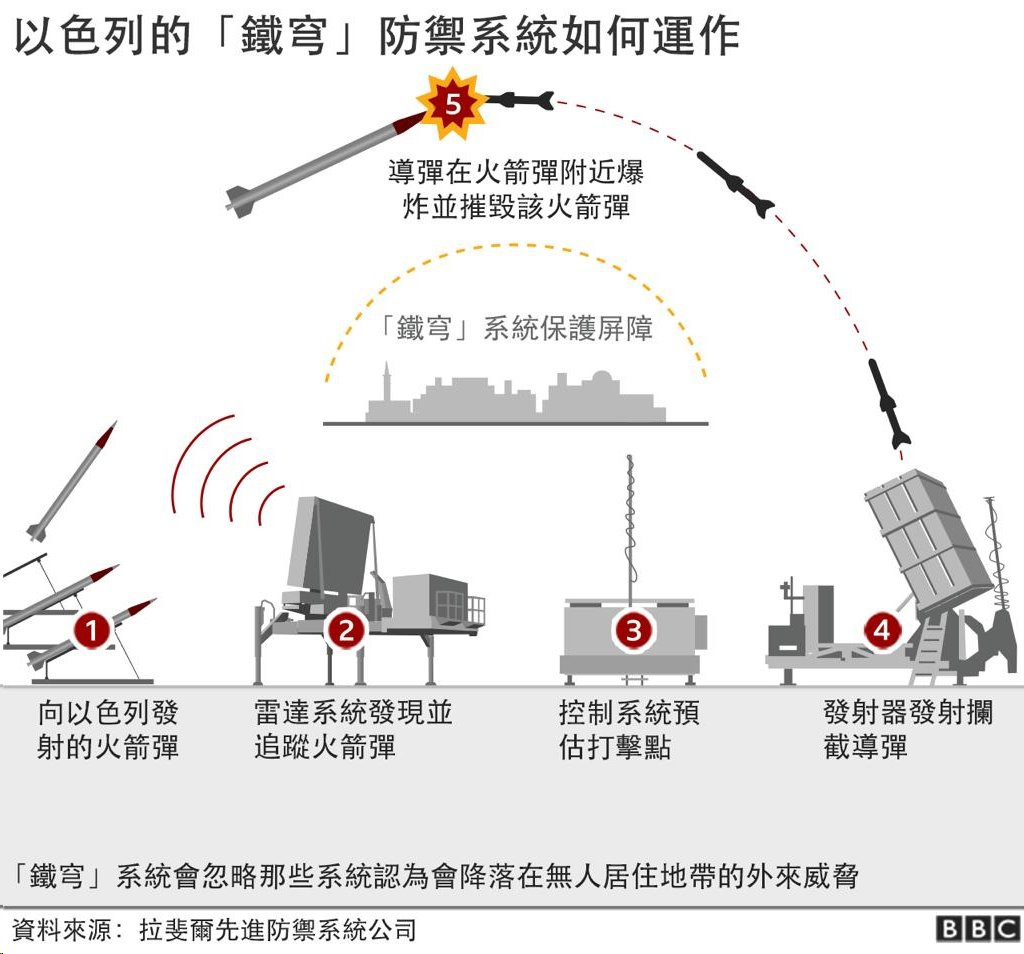 以色列的「鐵穹」防禦系統如何運作
5
導彈在火箭彈附近爆
炸並摧毀該火箭彈
「鐵穹」系統保護屏障
1
2
3
4
向以色列發
射的火箭彈
雷達系統發現並
追蹤火箭彈
控制系統預
估打擊點
發射器發射攔
截導彈
「鐵穹」系統會忽略那些系統認為會降落在無人居住地帶的外來威脅
資料來源：拉斐爾先進防禦系統公司
BBC